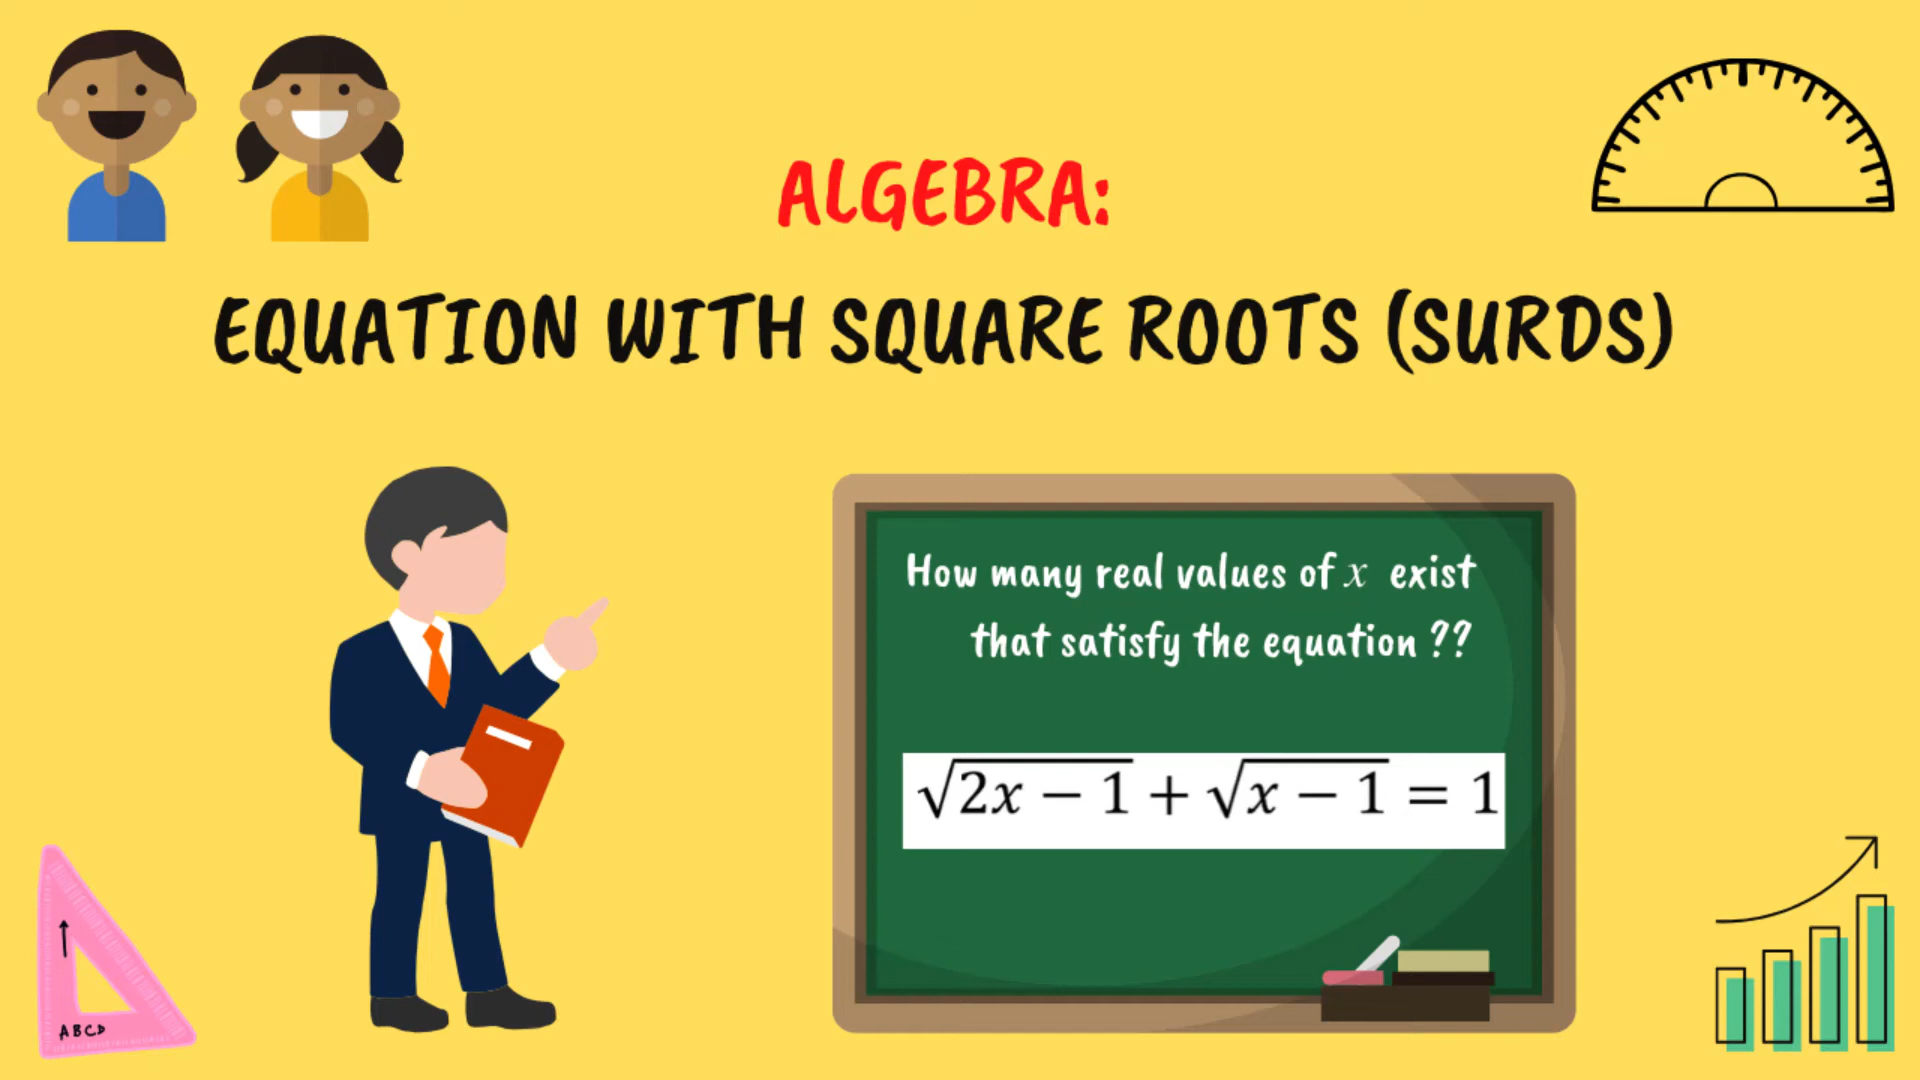 ALGEBRA:
EQUATION WITH SQUARE ROOTS (SURDS)
How many real values of x exist
that satisfy the equation ??
√2x − 1 + √x − 1 = 1
ABCD